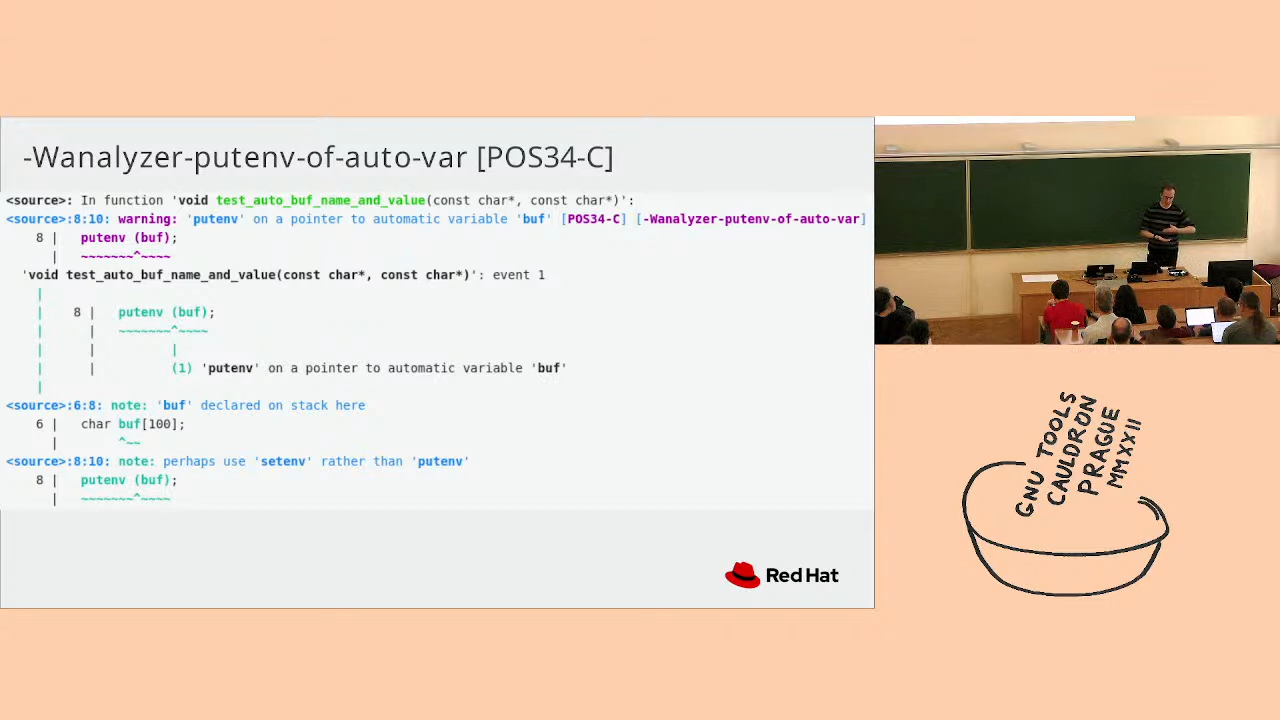 -Wanalyzer-putenv-of-auto-var [POS34-C]
<source>: In function 'void test_auto_buf_name_and_value(const char*, const char*)':
<source>:8:10: warning: 'putenv' on a pointer to automatic variable 'buf' [POS34-C] [-Wanalyzer-putenv-of-auto-var]
8 | putenv (buf);
| ~~~~~~~^~~~~
'void test_auto_buf_name_and_value(const char*, const char*)': event 1
|
| 8 | putenv (buf);
| | ~~~~~~~^~~~~
| | |
| | (1) 'putenv' on a pointer to automatic variable 'buf'
|
<source>:6:8: note: 'buf' declared on stack here
6 | char buf[100];
| ^~~
<source>:8:10: note: perhaps use 'setenv' rather than 'putenv'
8 | putenv (buf);
| ~~~~~~~^~~~~
Red Hat
GNU TOOLS
CAULDRON
PRAGUE
MMXXII